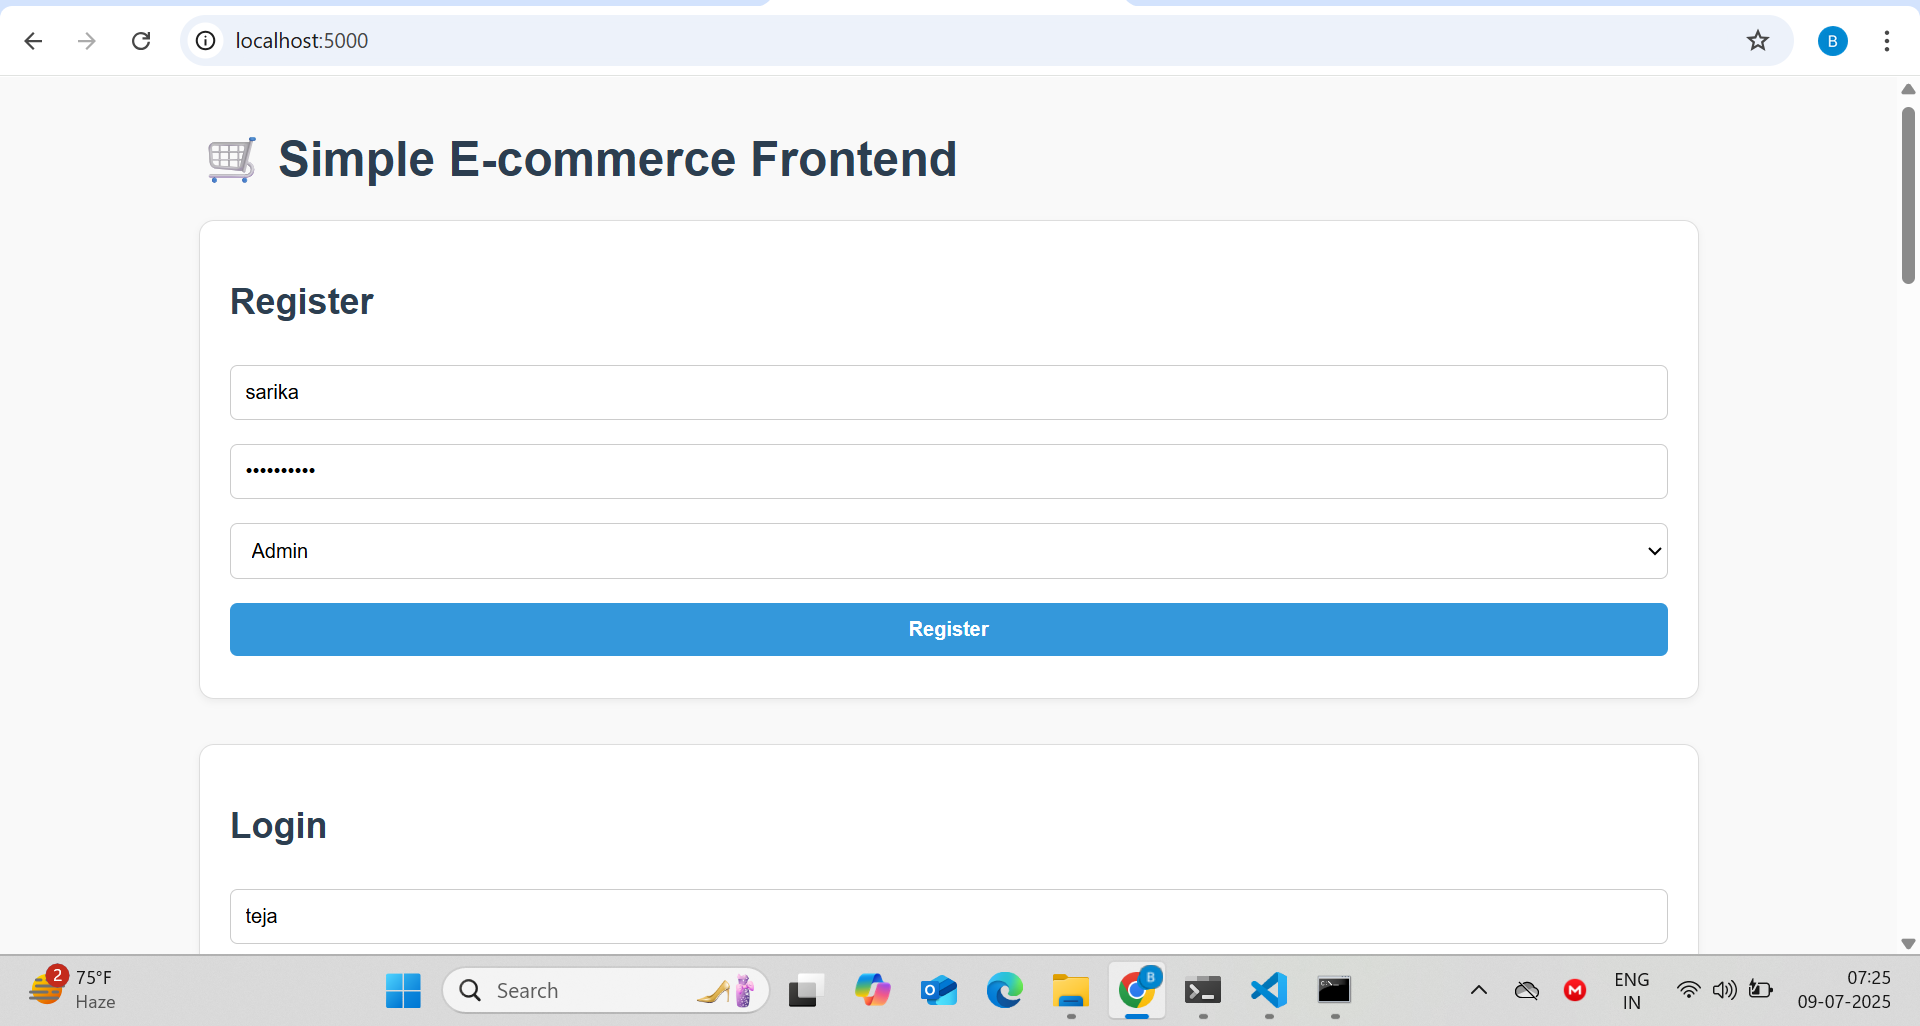 localhost:5000
B
Simple E-commerce Frontend
Register
sarika
••••••••••
Admin
Register
Login
teja
2
75°F
Haze
Search
B
M
ENG
IN
07:25
09-07-2025